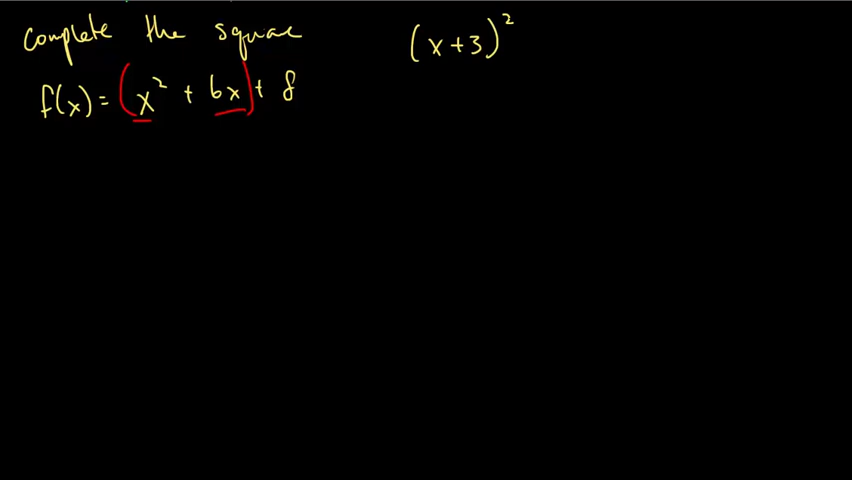 complete the square
f(x) = (x² + 6x) + 8
(x + 3)²